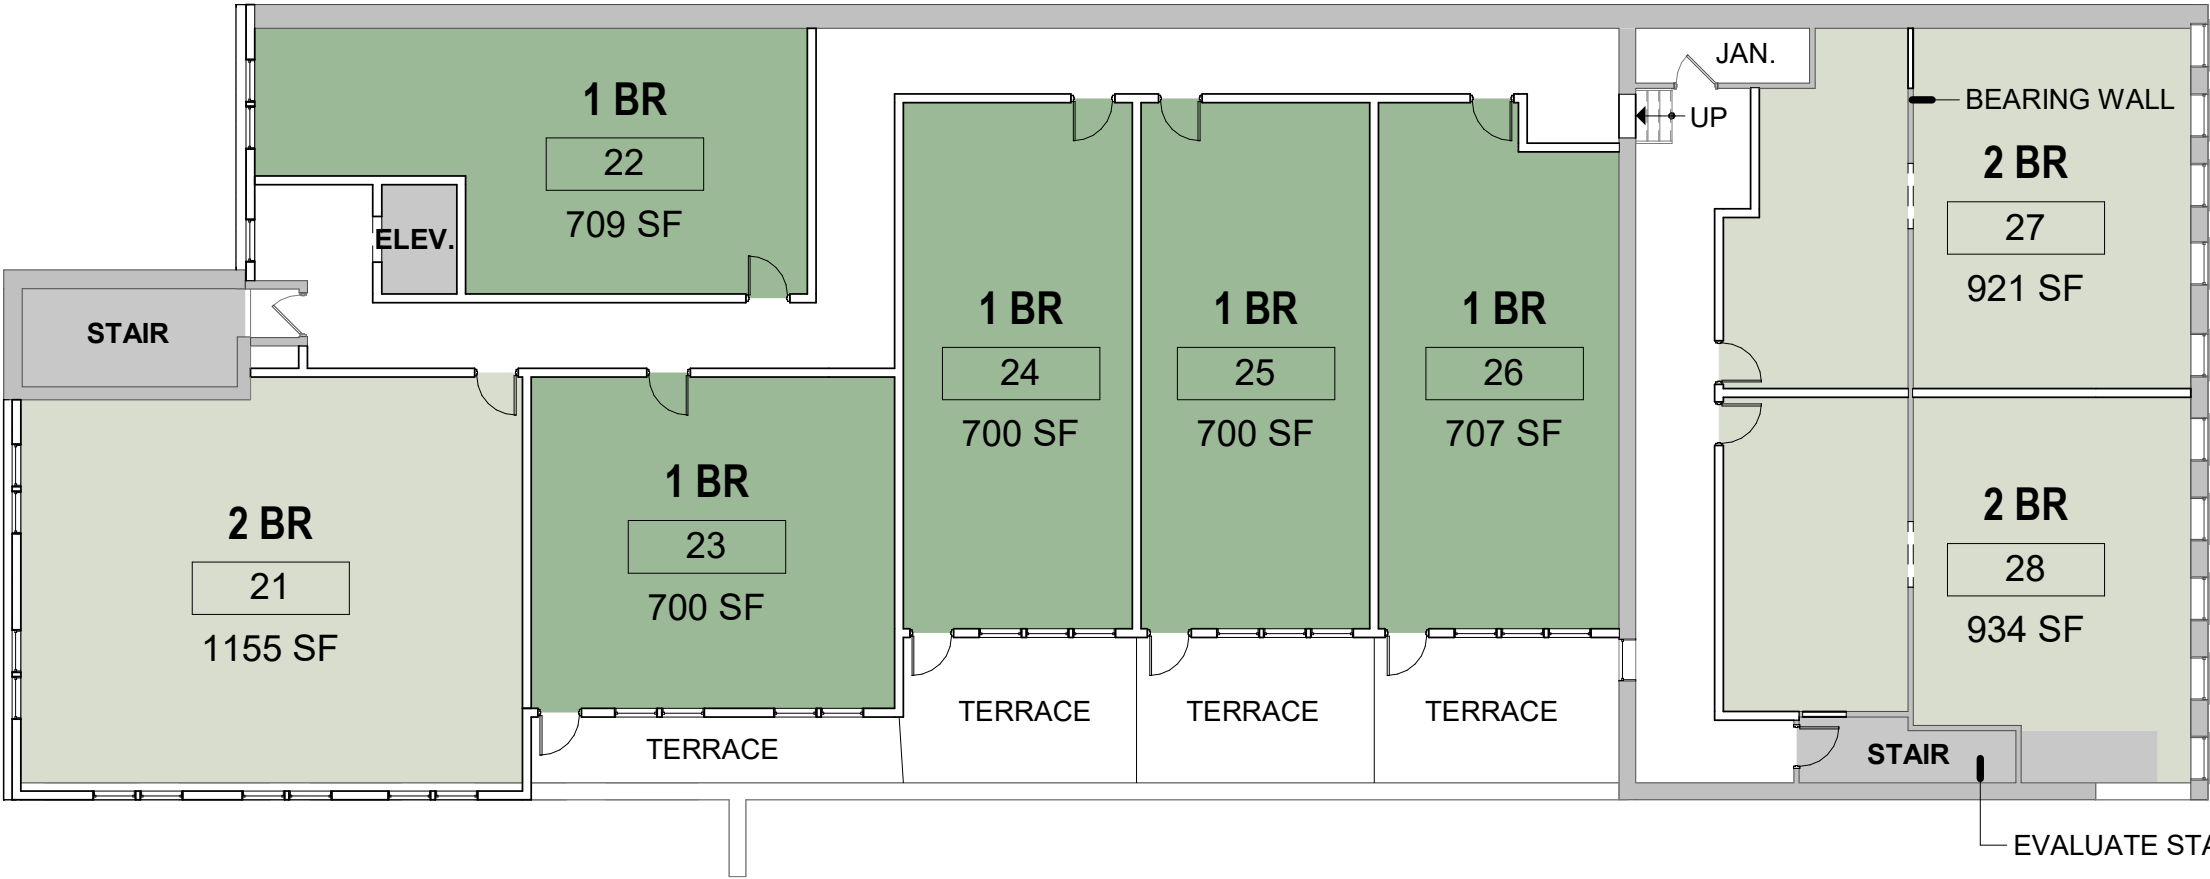 1 BR
22
709 SF
ELEV.
STAIR
2 BR
21
1155 SF
1 BR
23
700 SF
TERRACE
1 BR
24
700 SF
TERRACE
1 BR
25
700 SF
TERRACE
1 BR
26
707 SF
TERRACE
JAN.
UP
BEARING WALL
2 BR
27
921 SF
2 BR
28
934 SF
STAIR
EVALUATE